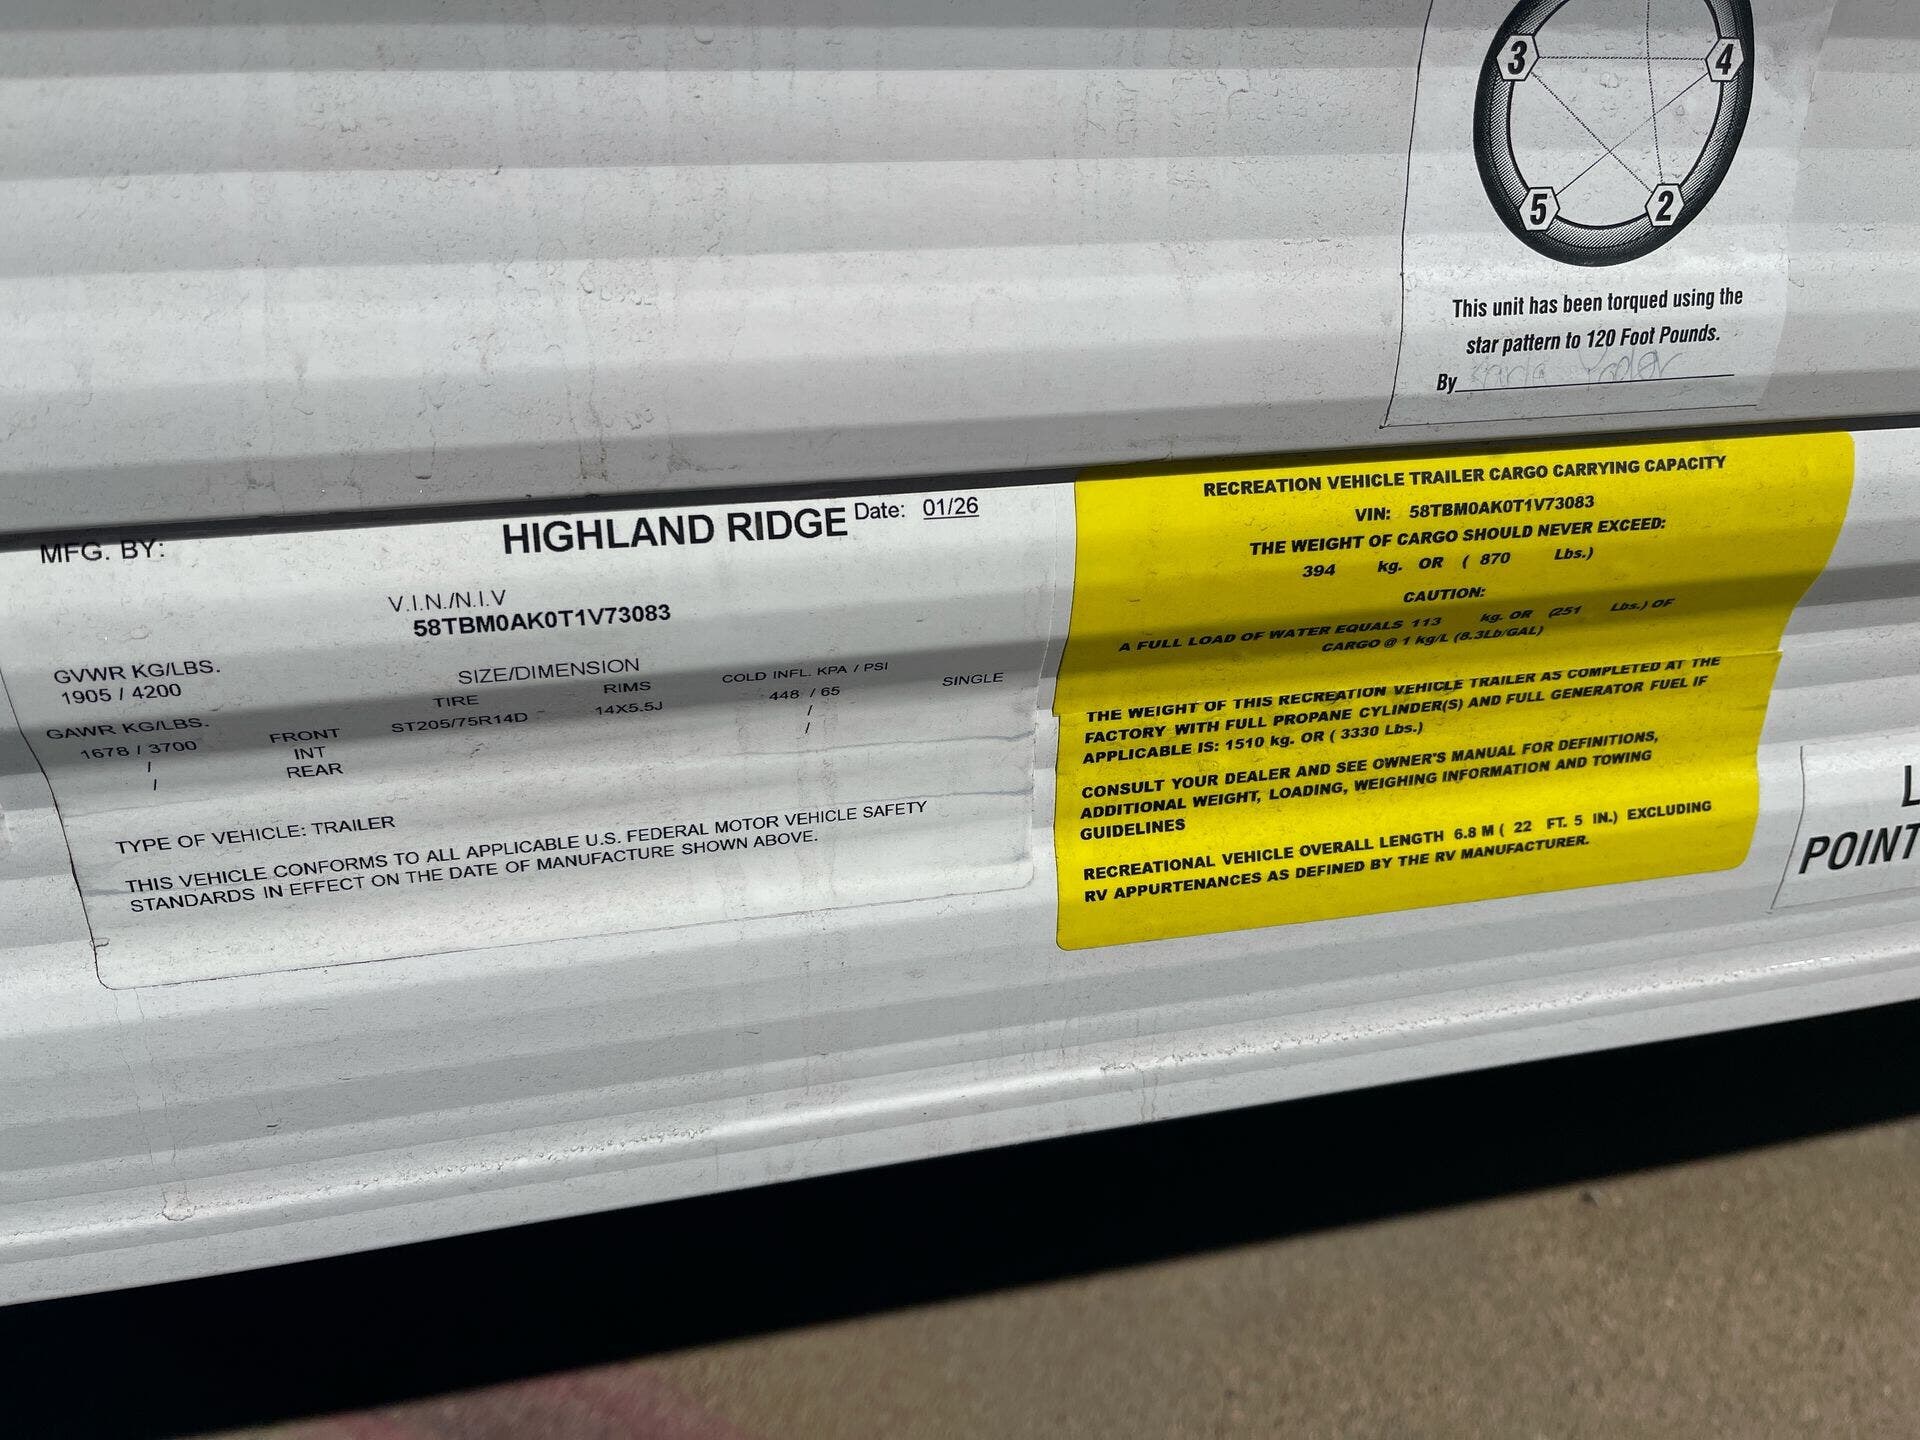 3 4
5 2
This unit has been torqued using the
star pattern to 120 Foot Pounds.
By
MFG. BY: HIGHLAND RIDGE Date: 01/26
V.I.N./N.I.V
58TBM0AK0T1V73083
GVWR KG/LBS.
1905 / 4200
SIZE/DIMENSION
TIRE RIMS COLD INFL. KPA / PSI
GAWR KG/LBS.
1678 / 3700 FRONT ST205/75R14D 14X5.5J 448 / 65 SINGLE
/ INT /
/ REAR /
TYPE OF VEHICLE: TRAILER
THIS VEHICLE CONFORMS TO ALL APPLICABLE U.S. FEDERAL MOTOR VEHICLE SAFETY
STANDARDS IN EFFECT ON THE DATE OF MANUFACTURE SHOWN ABOVE.
RECREATION VEHICLE TRAILER CARGO CARRYING CAPACITY
VIN: 58TBM0AK0T1V73083
THE WEIGHT OF CARGO SHOULD NEVER EXCEED:
394 kg. OR ( 870 Lbs.)
CAUTION:
A FULL LOAD OF WATER EQUALS 113 kg. OR (251 Lbs.) OF
CARGO @ 1 kg/L (8.3Lb/GAL)
THE WEIGHT OF THIS RECREATION VEHICLE TRAILER AS COMPLETED AT THE
FACTORY WITH FULL PROPANE CYLINDER(S) AND FULL GENERATOR FUEL IF
APPLICABLE IS: 1510 kg. OR ( 3330 Lbs.)
CONSULT YOUR DEALER AND SEE OWNER'S MANUAL FOR DEFINITIONS,
ADDITIONAL WEIGHT, LOADING, WEIGHING INFORMATION AND TOWING
GUIDELINES
RECREATIONAL VEHICLE OVERALL LENGTH 6.8 M ( 22 FT. 5 IN.) EXCLUDING
RV APPURTENANCES AS DEFINED BY THE RV MANUFACTURER.
L
POINT